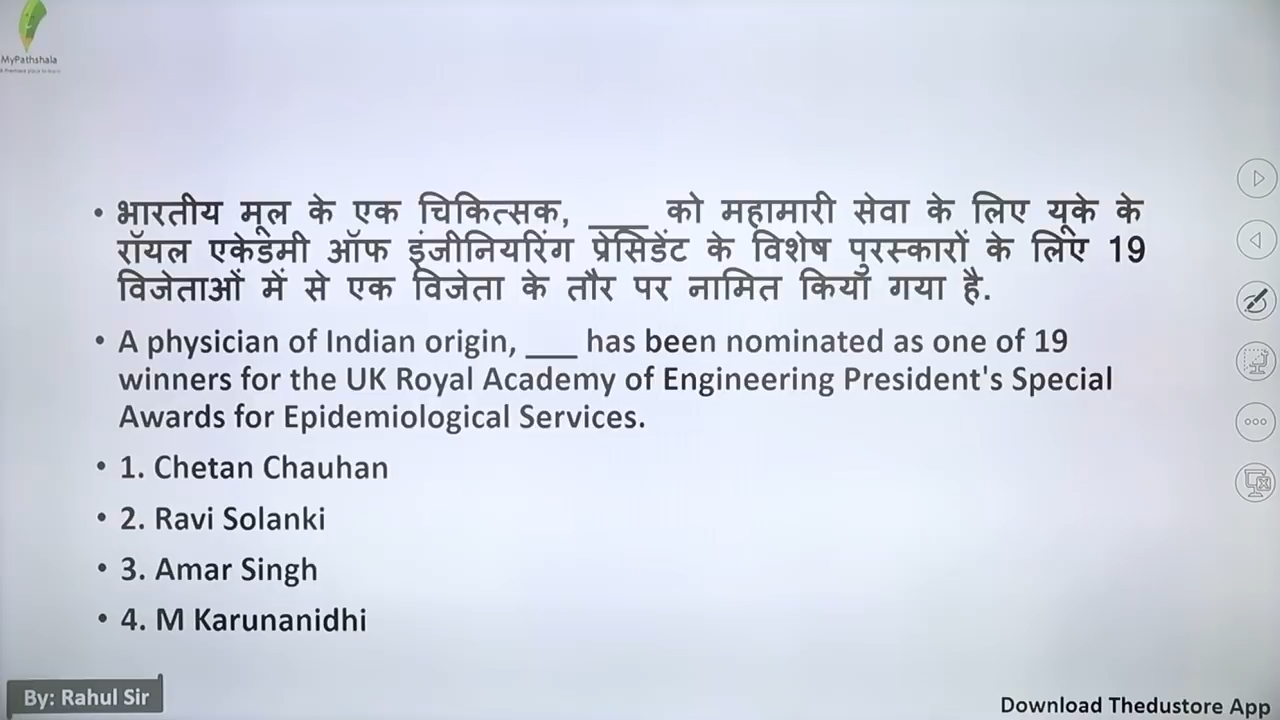 MyPathshala
• भारतीय मूल के एक चिकित्सक, ____ को महामारी सेवा के लिए यूके के
रॉयल एकेडमी ऑफ इंजीनियरिंग प्रेसिडेंट के विशेष पुरस्कारों के लिए 19
विजेताओं में से एक विजेता के तौर पर नामित किया गया है.
• A physician of Indian origin, ___ has been nominated as one of 19
winners for the UK Royal Academy of Engineering President's Special
Awards for Epidemiological Services.
• 1. Chetan Chauhan
• 2. Ravi Solanki
• 3. Amar Singh
• 4. M Karunanidhi
By: Rahul Sir
Download Thedustore App